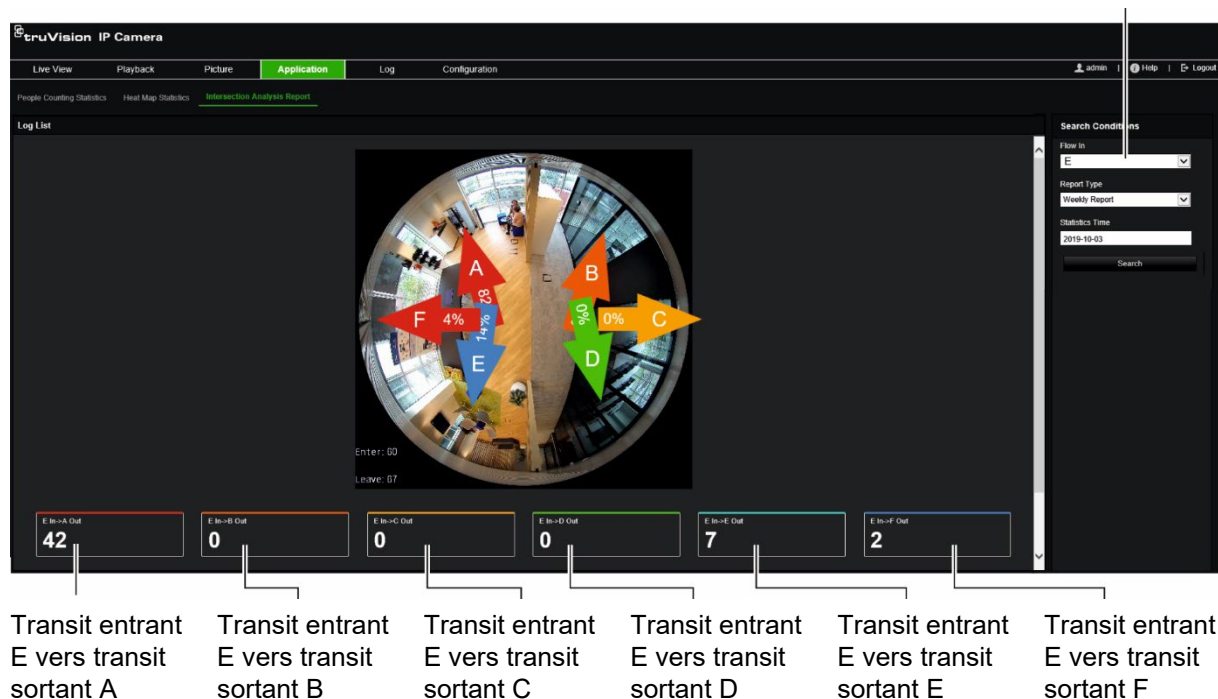 truVision IP Camera
Live View Playback Picture Application Log Configuration admin | Help | Logout
People Counting Statistics Heat Map Statistics Intersection Analysis Report
Log List
Search Conditions
Flow In
E
Report Type
Weekly Report
Statistics Time
2019-10-03
Search
A
B
82
0%
F 4%
0% C
14%
E
D
Enter: 60
Leave: 67
E In->A Out
42
E In->B Out
0
E In->C Out
0
E In->D Out
0
E In->E Out
7
E In->F Out
2
Transit entrant
E vers transit
sortant A
Transit entrant
E vers transit
sortant B
Transit entrant
E vers transit
sortant C
Transit entrant
E vers transit
sortant D
Transit entrant
E vers transit
sortant E
Transit entrant
E vers transit
sortant F